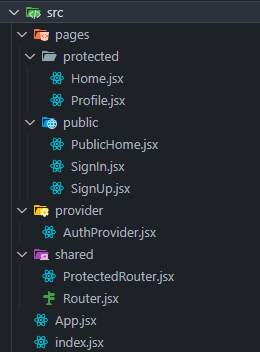 src
pages
protected
Home.jsx
Profile.jsx
public
PublicHome.jsx
SignIn.jsx
SignUp.jsx
provider
AuthProvider.jsx
shared
ProtectedRouter.jsx
Router.jsx
App.jsx
index.jsx